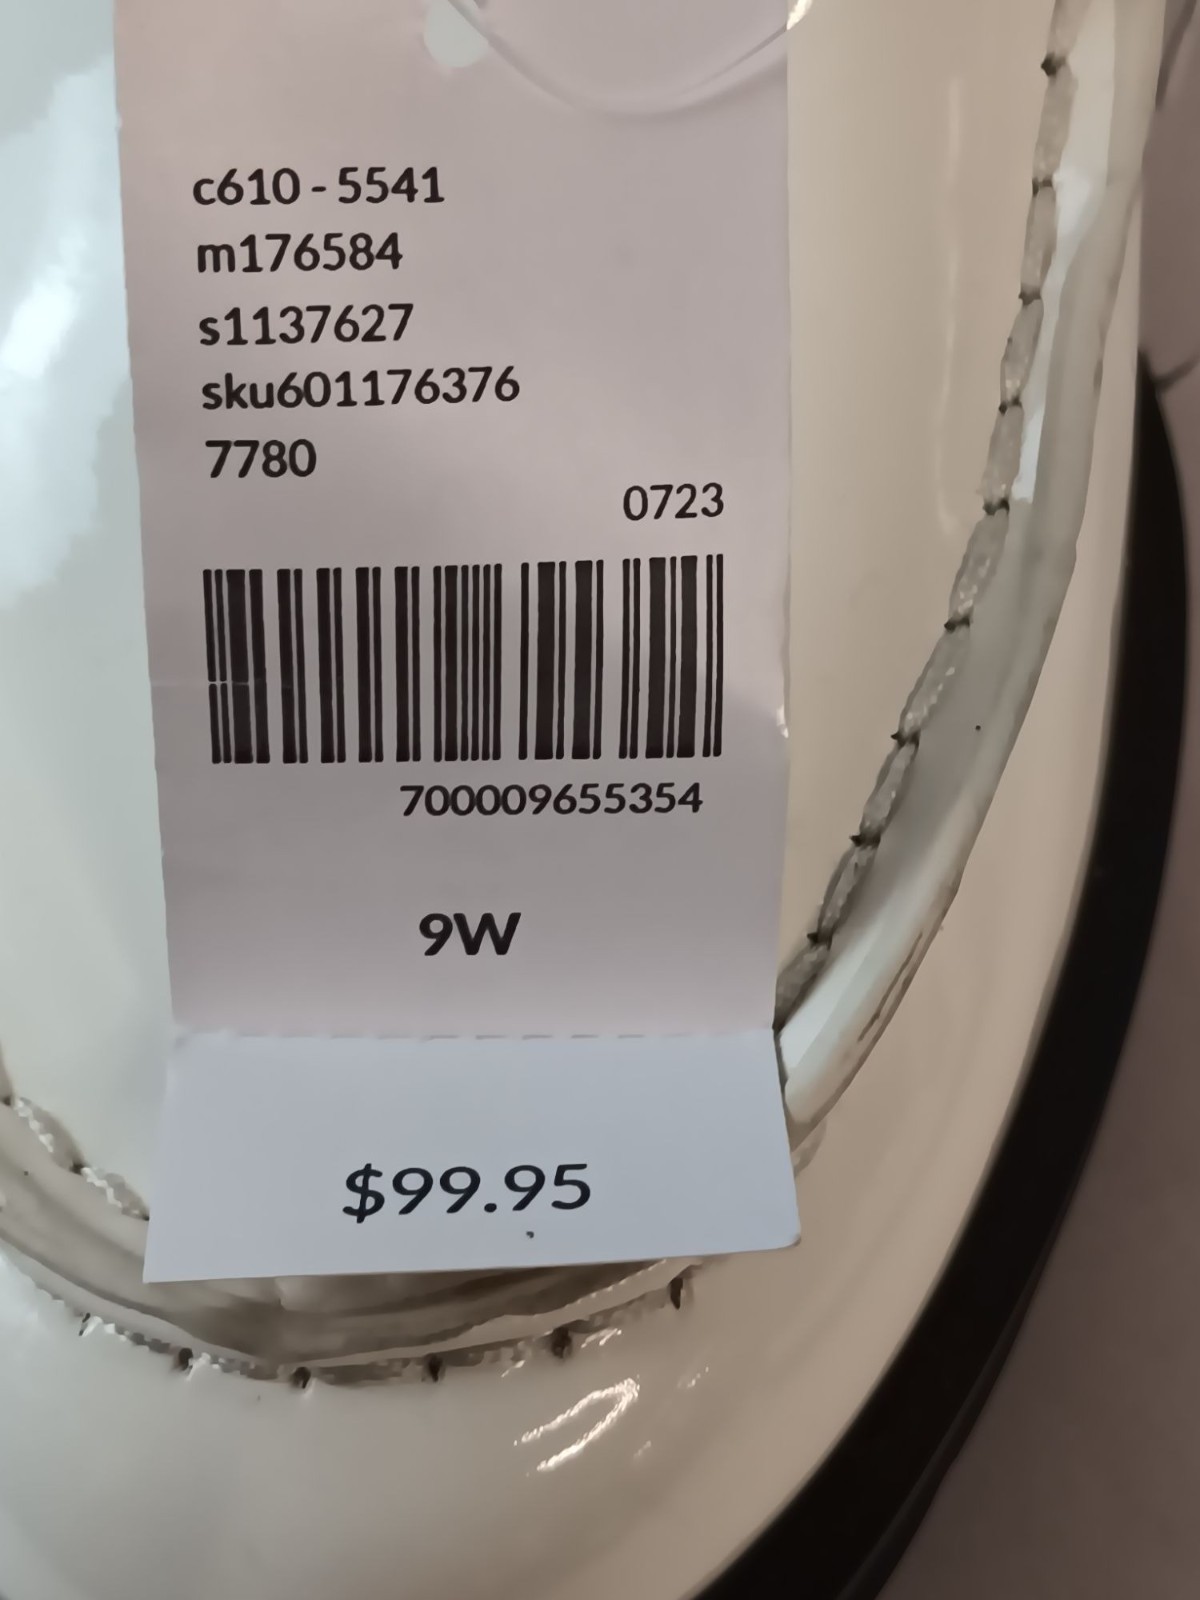 c610 - 5541
m176584
s1137627
sku601176376
7780
0723
700009655354
9W
$99.95